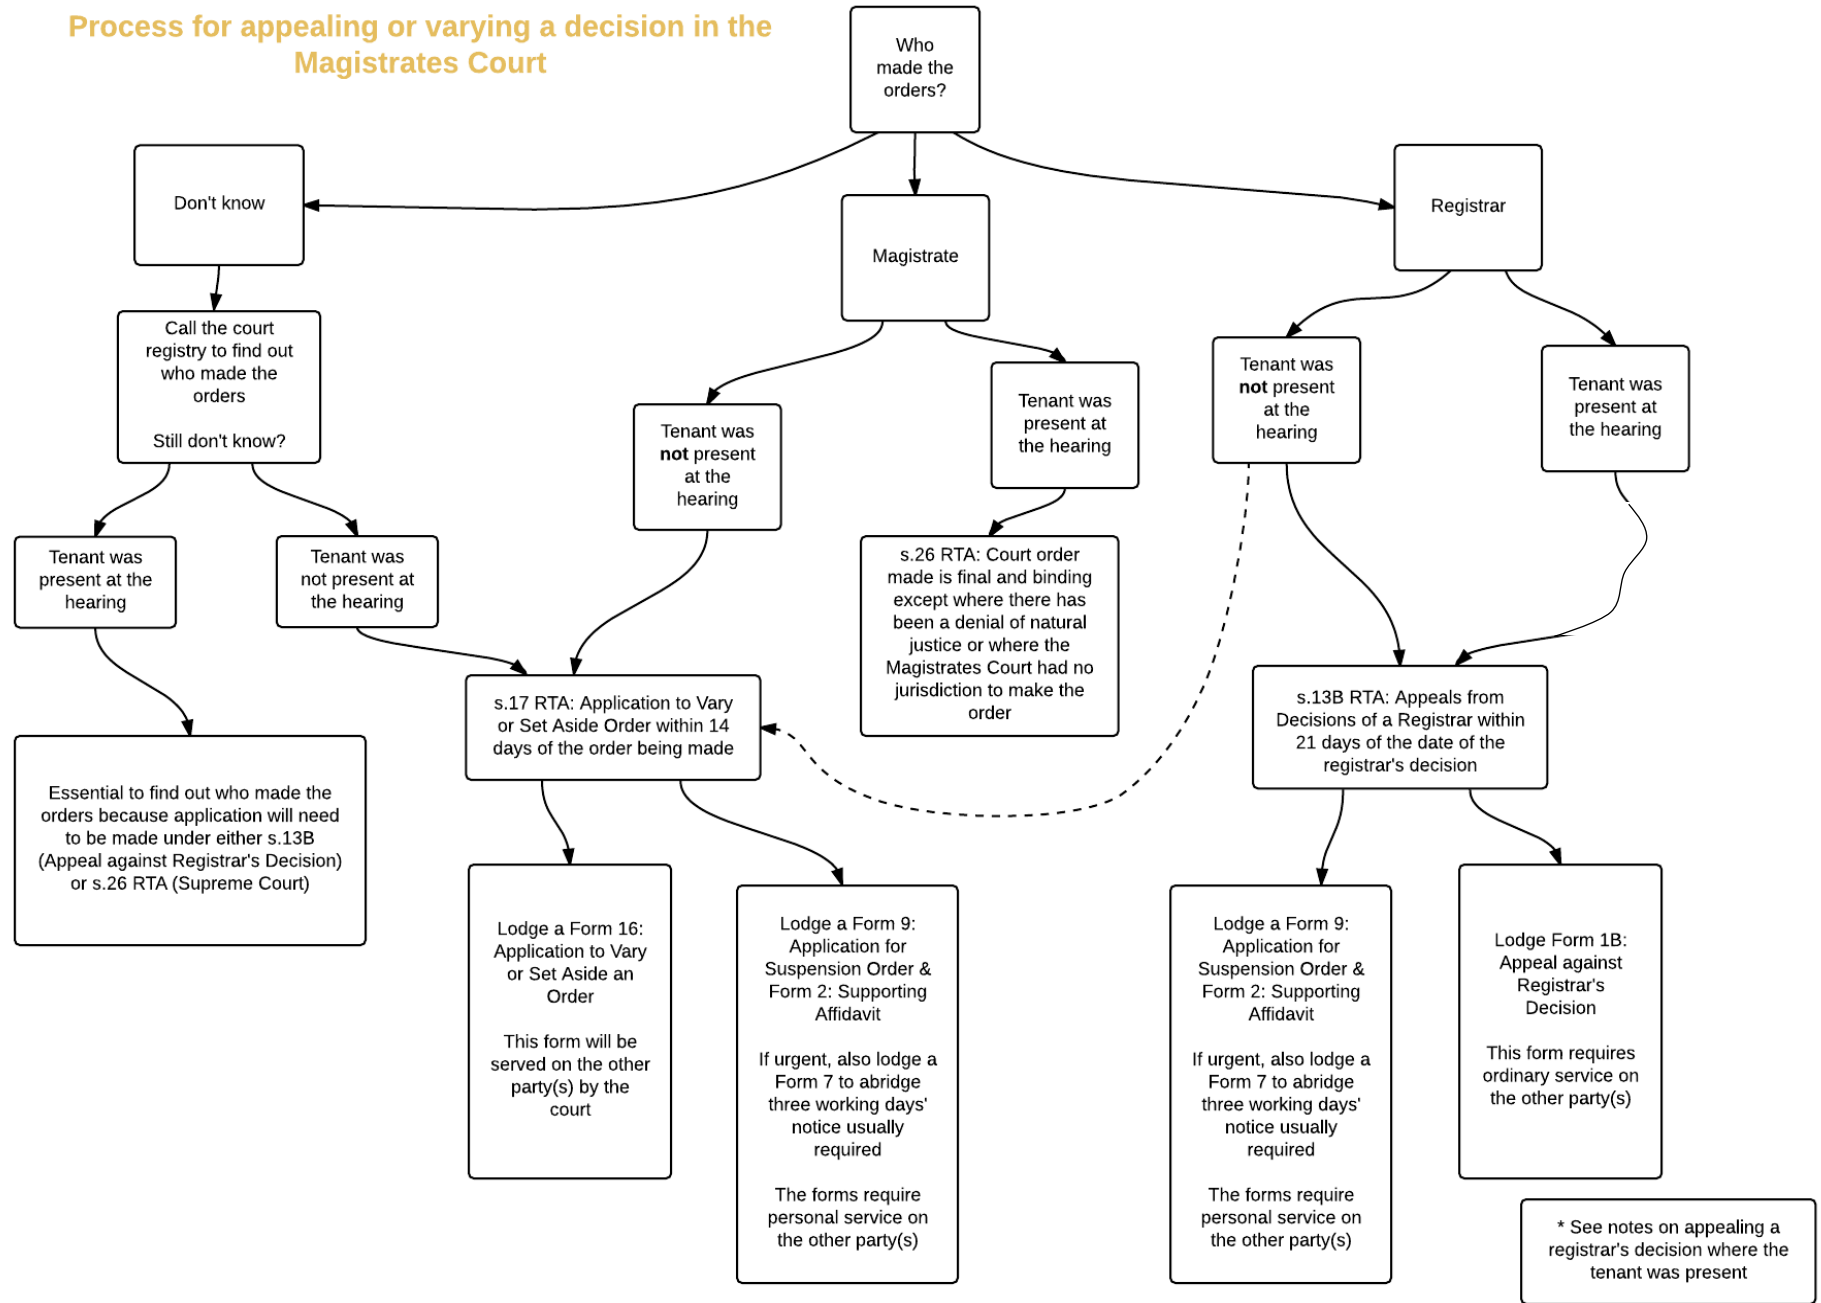 Process for appealing or varying a decision in the
Magistrates Court
Who
made the
orders?
Don't know
Magistrate
Registrar
Call the court
registry to find out
who made the
orders
Still don't know?
Tenant was
not present
at the
hearing
Tenant was
present at
the hearing
Tenant was
not present
at the
hearing
Tenant was
present at
the hearing
Tenant was
present at the
hearing
Tenant was
not present at
the hearing
s.26 RTA: Court order
made is final and binding
except where there has
been a denial of natural
justice or where the
Magistrates Court had no
jurisdiction to make the
order
s.17 RTA: Application to Vary
or Set Aside Order within 14
days of the order being made
s.13B RTA: Appeals from
Decisions of a Registrar within
21 days of the date of the
registrar's decision
Essential to find out who made the
orders because application will need
to be made under either s.13B
(Appeal against Registrar's Decision)
or s.26 RTA (Supreme Court)
Lodge a Form 16:
Application to Vary
or Set Aside an
Order
This form will be
served on the other
party(s) by the
court
Lodge a Form 9:
Application for
Suspension Order &
Form 2: Supporting
Affidavit
If urgent, also lodge a
Form 7 to abridge
three working days'
notice usually
required
The forms require
personal service on
the other party(s)
Lodge a Form 9:
Application for
Suspension Order &
Form 2: Supporting
Affidavit
If urgent, also lodge a
Form 7 to abridge
three working days'
notice usually
required
The forms require
personal service on
the other party(s)
Lodge Form 1B:
Appeal against
Registrar's
Decision
This form requires
ordinary service on
the other party(s)
* See notes on appealing a
registrar's decision where the
tenant was present